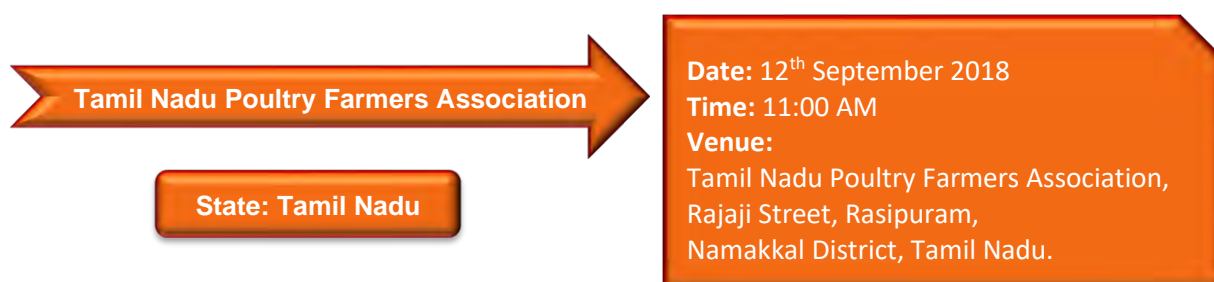 Tamil Nadu Poultry Farmers Association
State: Tamil Nadu
Date: 12th September 2018
Time: 11:00 AM
Venue:
Tamil Nadu Poultry Farmers Association,
Rajaji Street, Rasipuram,
Namakkal District, Tamil Nadu.